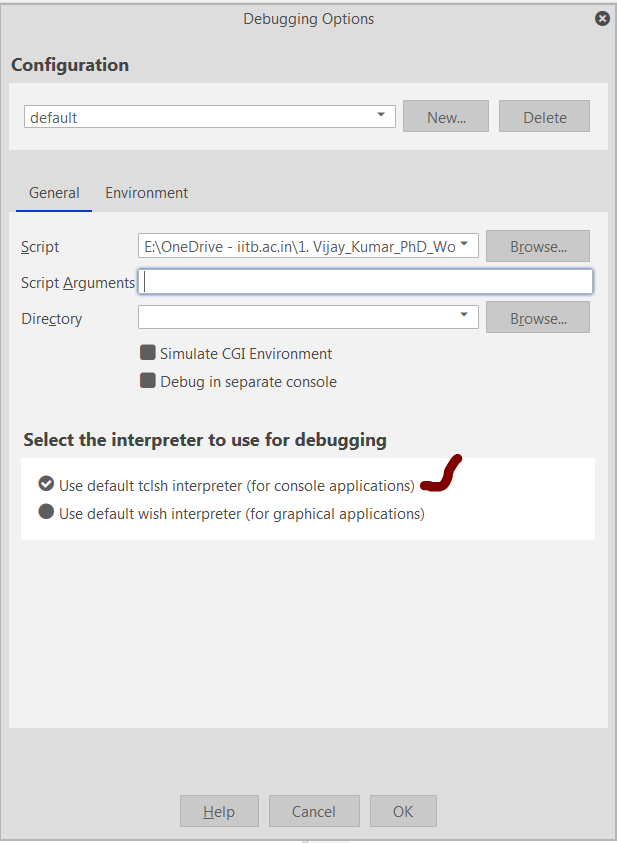 Debugging Options
Configuration
default New... Delete
General Environment
Script E:\OneDrive - iitb.ac.in\1. Vijay_Kumar_PhD_Wo Browse...
Script Arguments
Directory Browse...
Simulate CGI Environment
Debug in separate console
Select the interpreter to use for debugging
Use default tclsh interpreter (for console applications)
Use default wish interpreter (for graphical applications)
Help Cancel OK